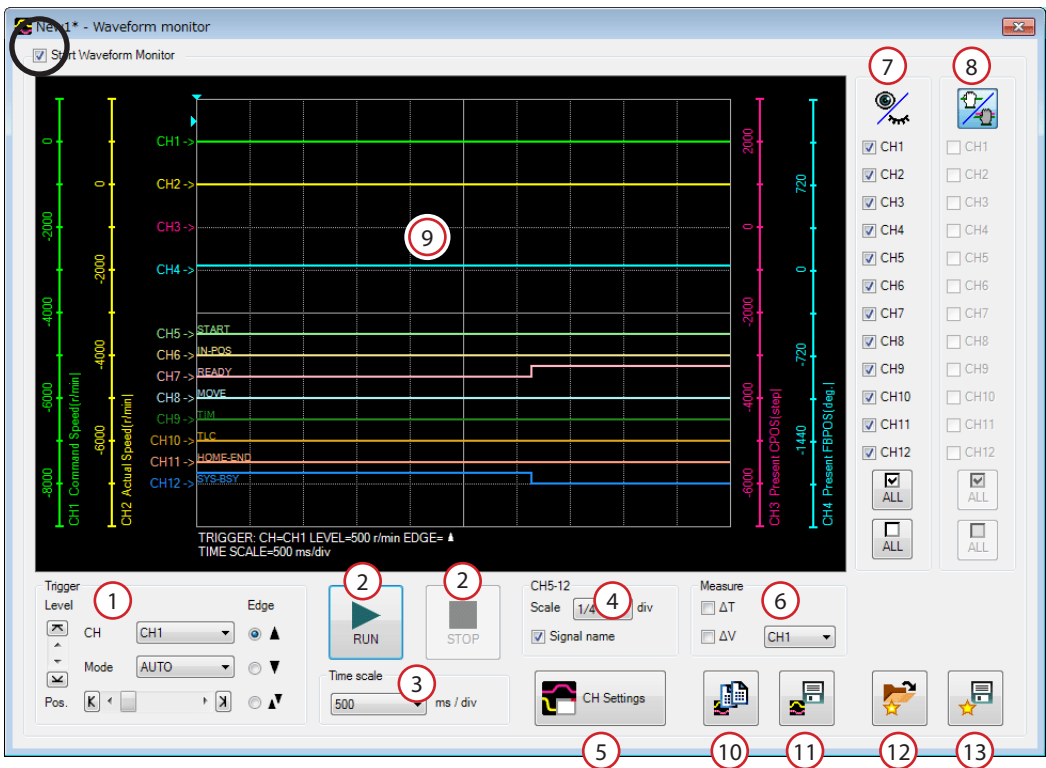 New1* - Waveform monitor
Start Waveform Monitor
7
8
0
-2000
-4000
-6000
-8000
CH1 Command Speed[r/min]
0
-2000
-4000
-6000
CH2 Actual Speed[r/min]
CH1 ->
CH2 ->
CH3 ->
CH4 ->
CH5 -> START
CH6 -> IN-POS
CH7 -> READY
CH8 -> MOVE
CH9 -> TIM
CH10 -> TLC
CH11 -> HOME-END
CH12 -> SYS-BSY
9
2000
0
-2000
-4000
-6000
CH3 Present CPOS(step)
720
0
-720
-1440
CH4 Present FBPOS(deg.)
TRIGGER: CH=CH1 LEVEL=500 r/min EDGE=
TIME SCALE=500 ms/div
CH1 CH1
CH2 CH2
CH3 CH3
CH4 CH4
CH5 CH5
CH6 CH6
CH7 CH7
CH8 CH8
CH9 CH9
CH10 CH10
CH11 CH11
CH12 CH12
ALL ALL
ALL ALL
Trigger
Level 1 Edge
CH CH1
Mode AUTO
Pos.
2 2
RUN STOP
Time scale
3
500 ms / div
CH5-12
Scale 1/4 4 div
Signal name
Measure
ΔT 6
ΔV CH1
CH Settings
5 10 11 12 13